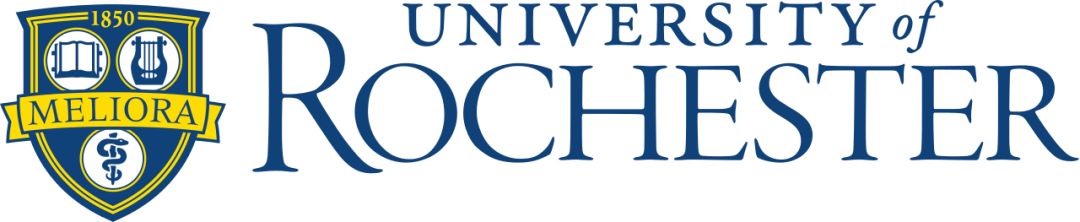 1850
MELIORA
UNIVERSITY of
ROCHESTER